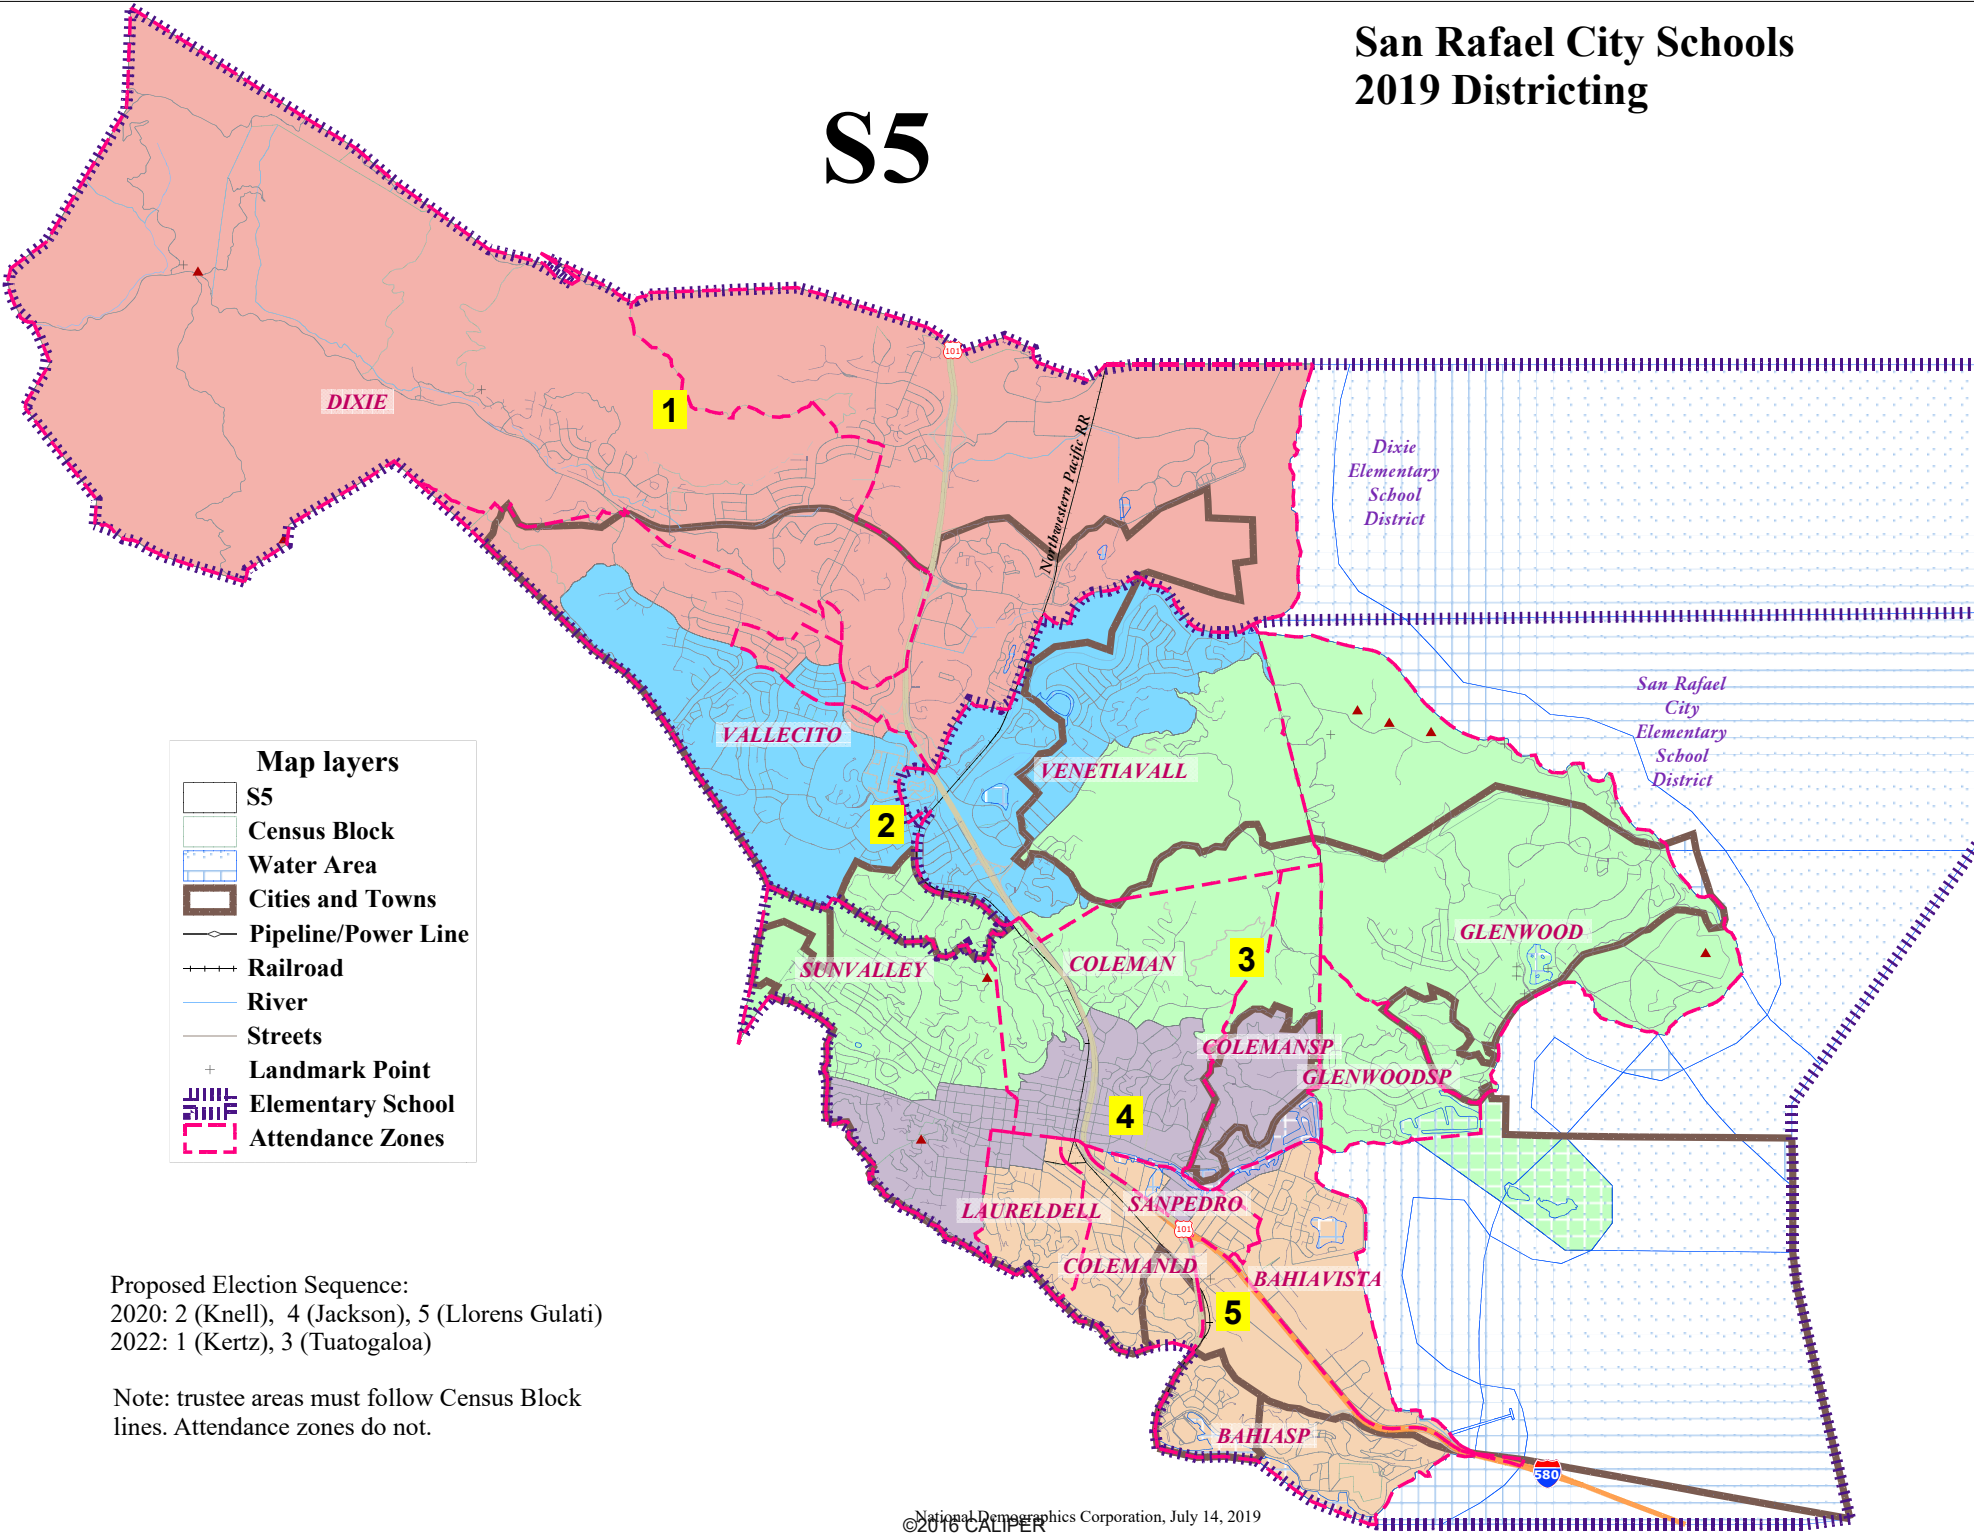 San Rafael City Schools
2019 Districting
S5
101
DIXIE
1
Northwestern Pacific RR
Dixie
Elementary
School
District
San Rafael
City
Elementary
School
District
VALLECITO
VENETIAVALL
2
Map layers
S5
Census Block
Water Area
Cities and Towns
Pipeline/Power Line
Railroad
River
Streets
Landmark Point
Elementary School
Attendance Zones
GLENWOOD
3
SUNVALLEY
COLEMAN
COLEMANSP
GLENWOODSP
4
LAURELDELL
SANPEDRO
101
COLEMANLD
BAHIAVISTA
5
BAHIASP
580
Proposed Election Sequence:
2020: 2 (Knell), 4 (Jackson), 5 (Llorens Gulati)
2022: 1 (Kertz), 3 (Tuatogaloa)
Note: trustee areas must follow Census Block
lines. Attendance zones do not.
National Demographics Corporation, July 14, 2019
©2016 CALIPER